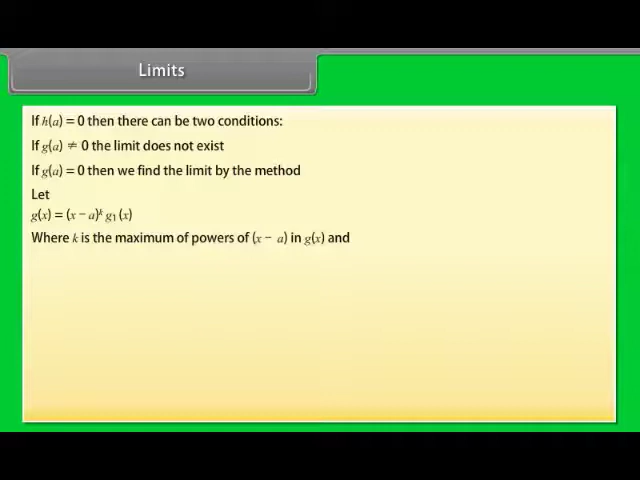 Limits
If h(a) = 0 then there can be two conditions:
If g(a) ≠ 0 the limit does not exist
If g(a) = 0 then we find the limit by the method
Let
g(x) = (x − a)ᵏ g₁(x)
Where k is the maximum of powers of (x − a) in g(x) and